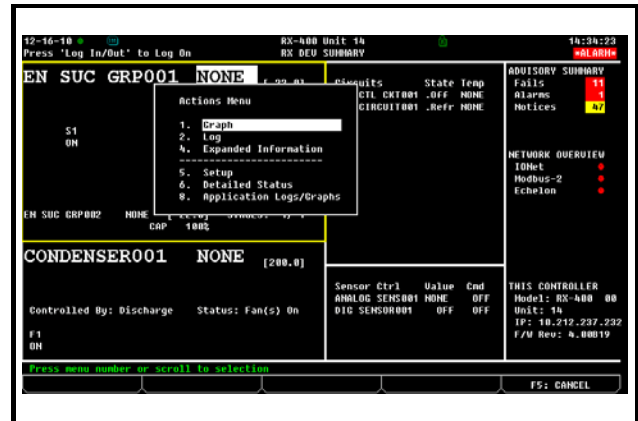 12-16-10 RX-400 Unit 14 14:34:23
Press 'Log In/Out' to Log On RX DEV SUMMARY *ALARM*
EN SUC GRP001 NONE
S1
ON
EN SUC GRP002 NONE
CAP 100%
Actions Menu
1. Graph
2. Log
4. Expanded Information
5. Setup
6. Detailed Status
8. Application Logs/Graphs
CONDENSER001 NONE [200.0]
Controlled By: Discharge Status: Fan(s) On
F1
ON
State Temp
CTL CKT001 .OFF NONE
CIRCUIT001 .Refr NONE
Sensor Ctrl Value Cmd
ANALOG SENS001 NONE OFF
DIG SENSOR001 OFF OFF
ADVISORY SUMMARY
Fails 11
Alarms 1
Notices 47
NETWORK OVERVIEW
IONet
Modbus-2
Echelon
THIS CONTROLLER
Model: RX-400 00
Unit: 14
IP: 10.212.237.232
F/W Rev: 4.00B19
Press menu number or scroll to selection
F5: CANCEL